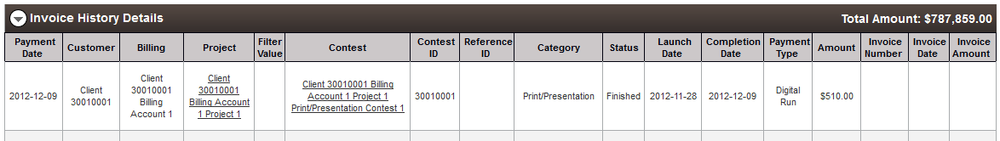 Invoice History Details Total Amount: $787,859.00
Payment Date Customer Billing Project Filter Value Contest Contest ID Reference ID Category Status Launch Date Completion Date Payment Type Amount Invoice Number Invoice Date Invoice Amount
2012-12-09
Client
30010001
Client
30010001
Billing
Account 1
Client
30010001
Billing Account
1 Project 1
Client 30010001 Billing
Account 1 Project 1
Print/Presentation Contest 1
30010001
Print/Presentation
Finished
2012-11-28
2012-12-09
Digital
Run
$510.00